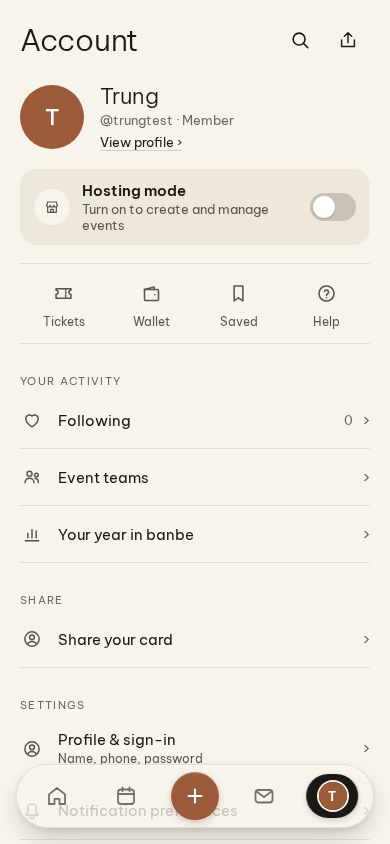 Account
T
Trung
@trungtest · Member
View profile >
Hosting mode
Turn on to create and manage
events
Tickets Wallet Saved Help
YOUR ACTIVITY
Following 0 >
Event teams >
Your year in banbe >
SHARE
Share your card >
SETTINGS
Profile & sign-in >
Name, phone, password
T
Notification preferences >